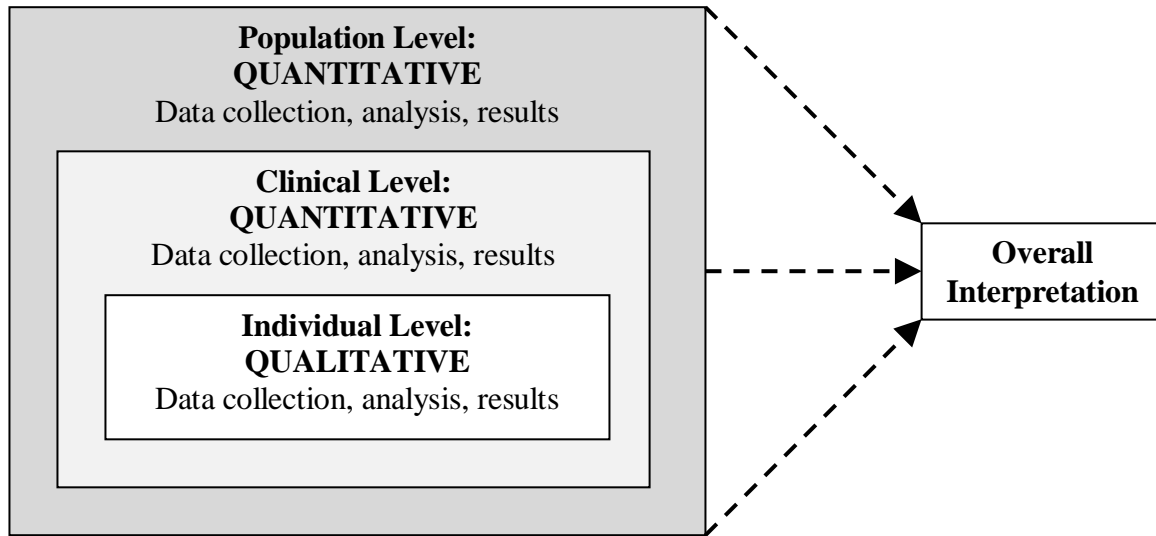 Population Level:
QUANTITATIVE
Data collection, analysis, results
Clinical Level:
QUANTITATIVE
Data collection, analysis, results
Individual Level:
QUALITATIVE
Data collection, analysis, results
Overall
Interpretation